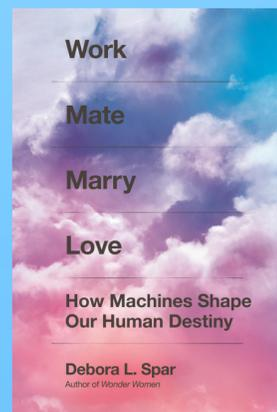 Work
Mate
Marry
Love
How Machines Shape
Our Human Destiny
Debora L. Spar
Author of Wonder Women